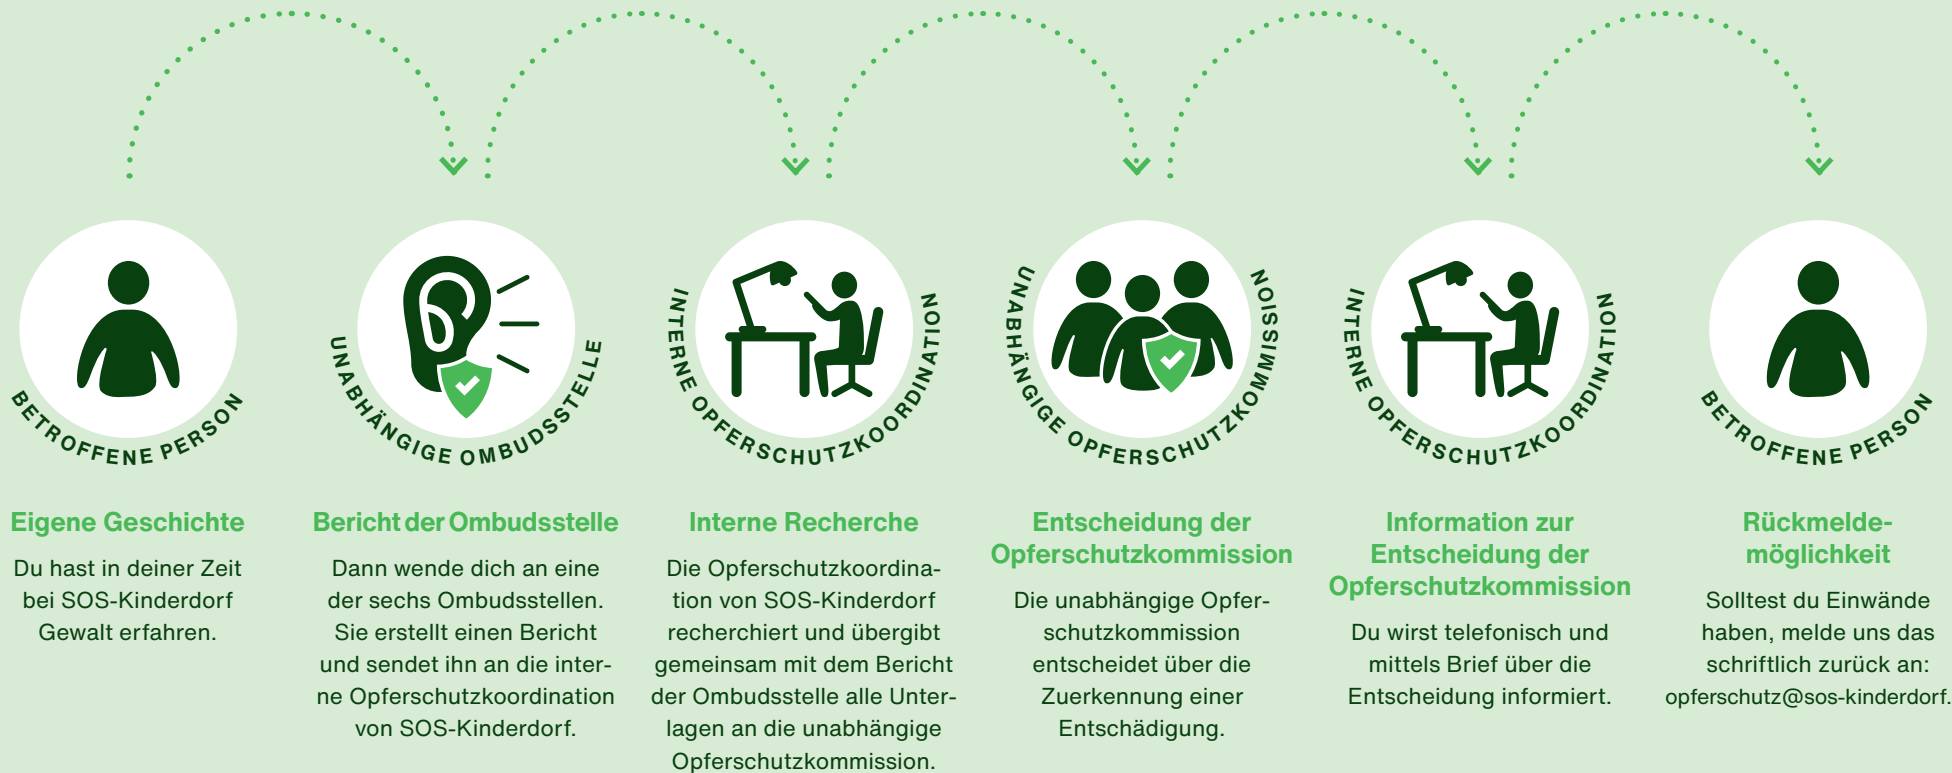 BETROFFENE PERSON
Eigene Geschichte
Du hast in deiner Zeit
bei SOS-Kinderdorf
Gewalt erfahren.
UNABHÄNGIGE OMBUDSSTELLE
Bericht der Ombudsstelle
Dann wende dich an eine
der sechs Ombudsstellen.
Sie erstellt einen Bericht
und sendet ihn an die inter-
ne Opferschutzkoordination
von SOS-Kinderdorf.
INTERNE OPFERSCHUTZKOORDINATION
Interne Recherche
Die Opferschutzkoordina-
tion von SOS-Kinderdorf
recherchiert und übergibt
gemeinsam mit dem Bericht
der Ombudsstelle alle Unter-
lagen an die unabhängige
Opferschutzkommission.
UNABHÄNGIGE OPFERSCHUTZKOMMISSION
Entscheidung der
Opferschutzkommission
Die unabhängige Opfer-
schutzkommission
entscheidet über die
Zuerkennung einer
Entschädigung.
INTERNE OPFERSCHUTZKOORDINATION
Information zur
Entscheidung der
Opferschutzkommission
Du wirst telefonisch und
mittels Brief über die
Entscheidung informiert.
BETROFFENE PERSON
Rückmelde-
möglichkeit
Solltest du Einwände
haben, melde uns das
schriftlich zurück an:
opferschutz@sos-kinderdorf.